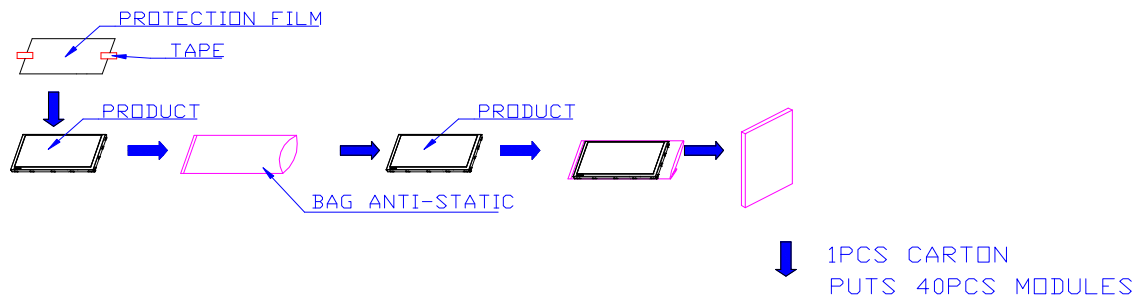 PROTECTION FILM
TAPE
PRODUCT
PRODUCT
BAG ANTI-STATIC
1PCS CARTON
PUTS 40PCS MODULES